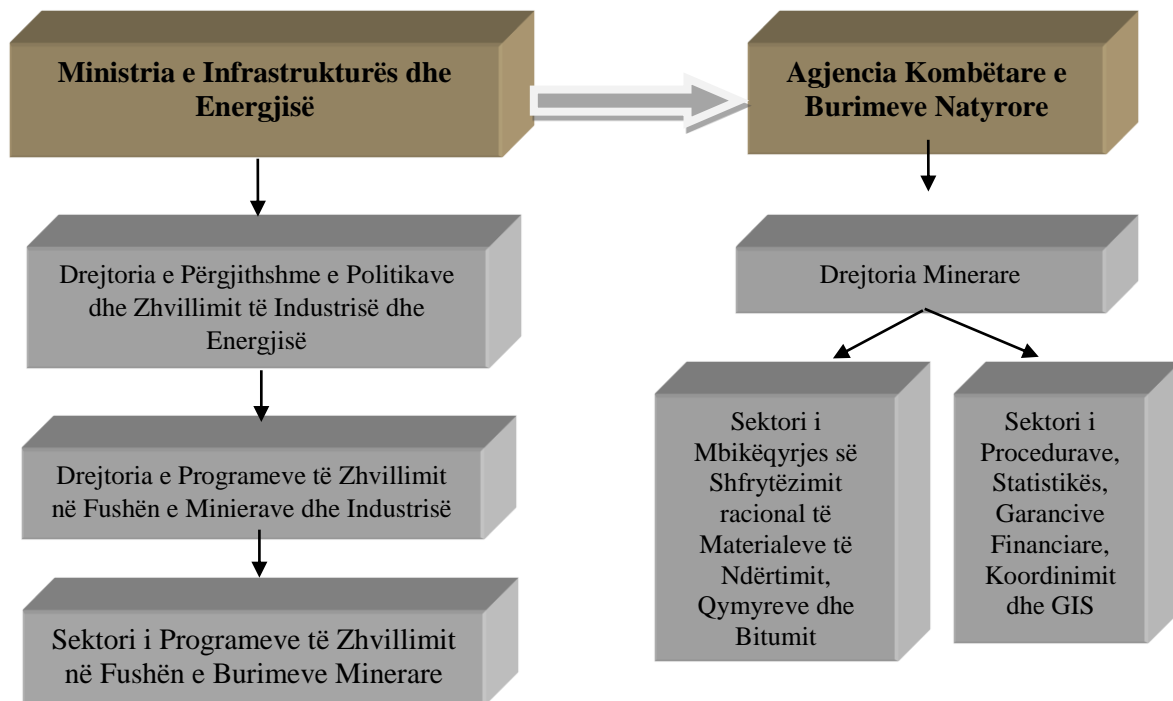 Ministria e Infrastrukturës dhe
Energjisë
Agjencia Kombëtare e
Burimeve Natyrore
Drejtoria e Përgjithshme e Politikave
dhe Zhvillimit të Industrisë dhe
Energjisë
Drejtoria Minerare
Drejtoria e Programeve të Zhvillimit
në Fushën e Minierave dhe Industrisë
Sektori i Programeve të Zhvillimit
në Fushën e Burimeve Minerare
Sektori i
Mbikëqyrjes së
Shfrytëzimit
racional të
Materialeve të
Ndërtimit,
Qymyreve dhe
Bitumit
Sektori i
Procedurave,
Statistikës,
Garancive
Financiare,
Koordinimit
dhe GIS